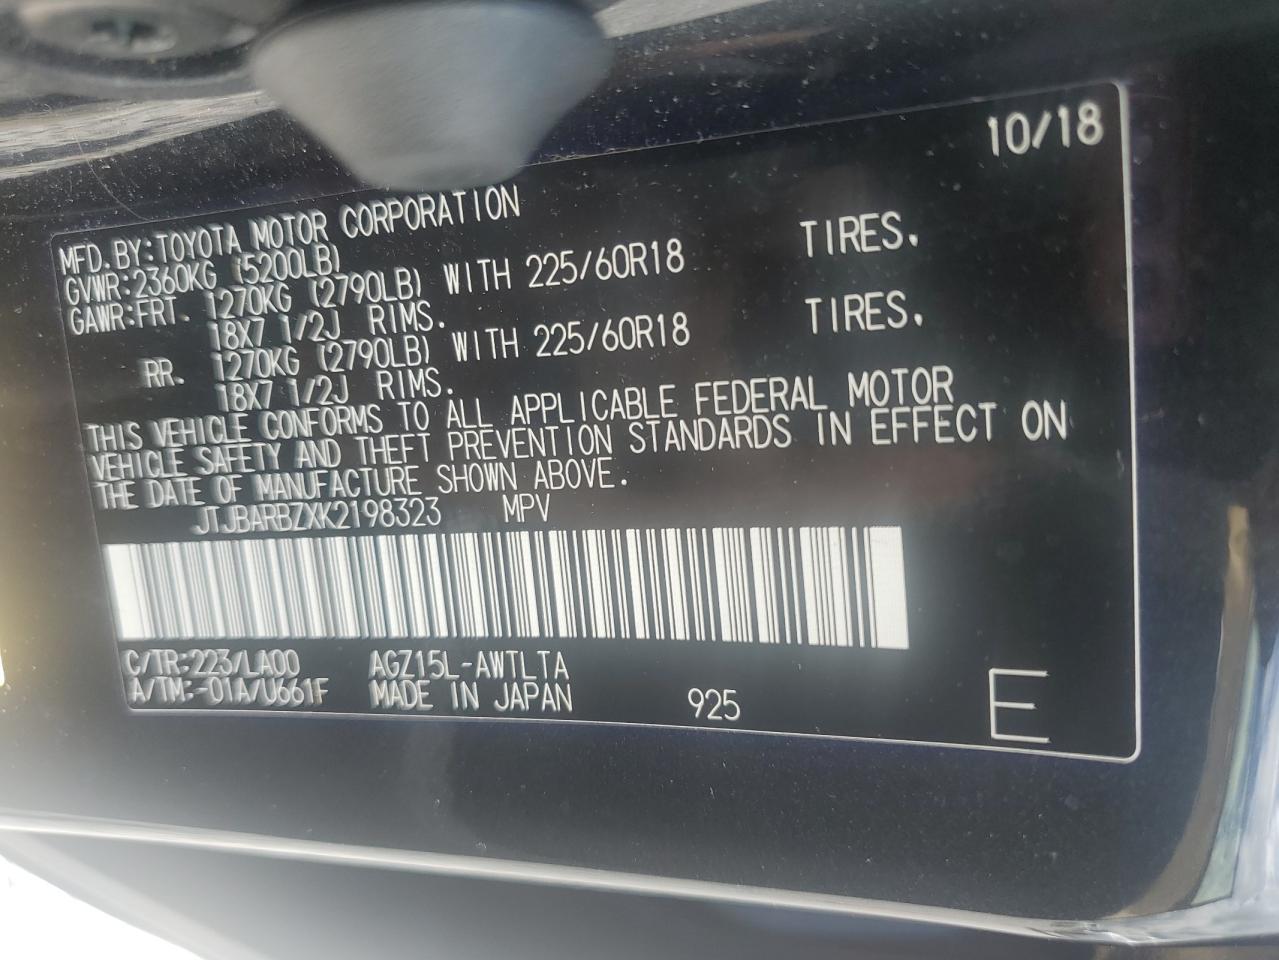 10/18
MFD.BY:TOYOTA MOTOR CORPORATION
GVWR:2360KG (5200LB)
GAWR:FRT. 1270KG (2790LB) WITH 225/60R18 TIRES.
18X7 1/2J RIMS.
RR. 1270KG (2790LB) WITH 225/60R18 TIRES.
18X7 1/2J RIMS.
THIS VEHICLE CONFORMS TO ALL APPLICABLE FEDERAL MOTOR
VEHICLE SAFETY AND THEFT PREVENTION STANDARDS IN EFFECT ON
THE DATE OF MANUFACTURE SHOWN ABOVE.
JTJBARBZXK2198323 MPV
C/TR:223/LA00 AGZ15L-AWTLTA
A/TM:-01A/U661F MADE IN JAPAN 925
E